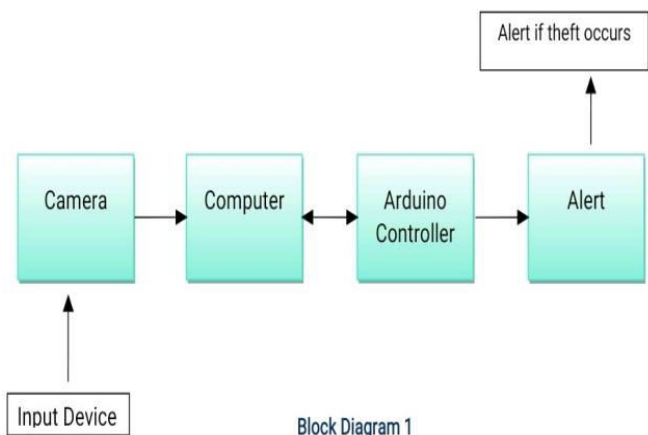 Alert if theft occurs
Camera
Computer
Arduino
Controller
Alert
Input Device
Block Diagram 1